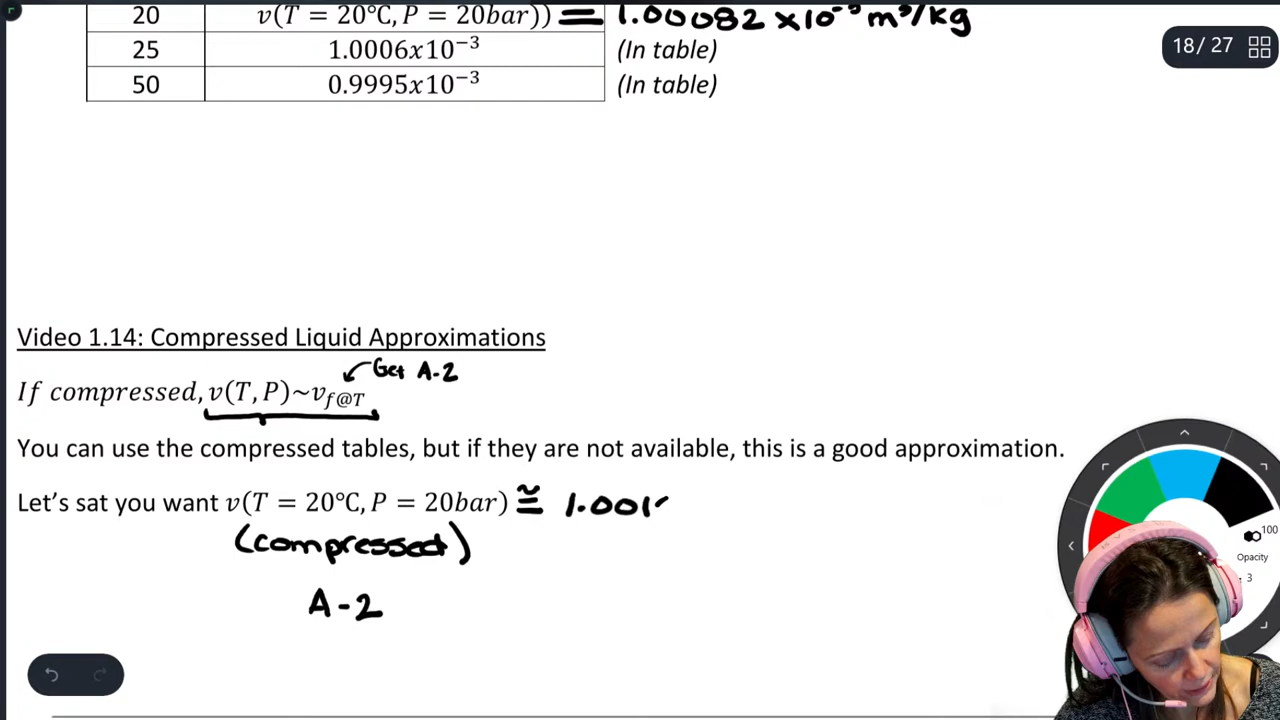 20 v(T = 20°C, P = 20bar)) = 1.00082 x10⁻³ m³/kg
25 1.0006x10⁻³ (In table)
50 0.9995x10⁻³ (In table)
18/ 27
Video 1.14: Compressed Liquid Approximations
Get A-2
If compressed, v(T, P)~v_f@T
You can use the compressed tables, but if they are not available, this is a good approximation.
Let's sat you want v(T = 20°C, P = 20bar) ≅ 1.001
(compressed)
A-2
100
Opacity
3